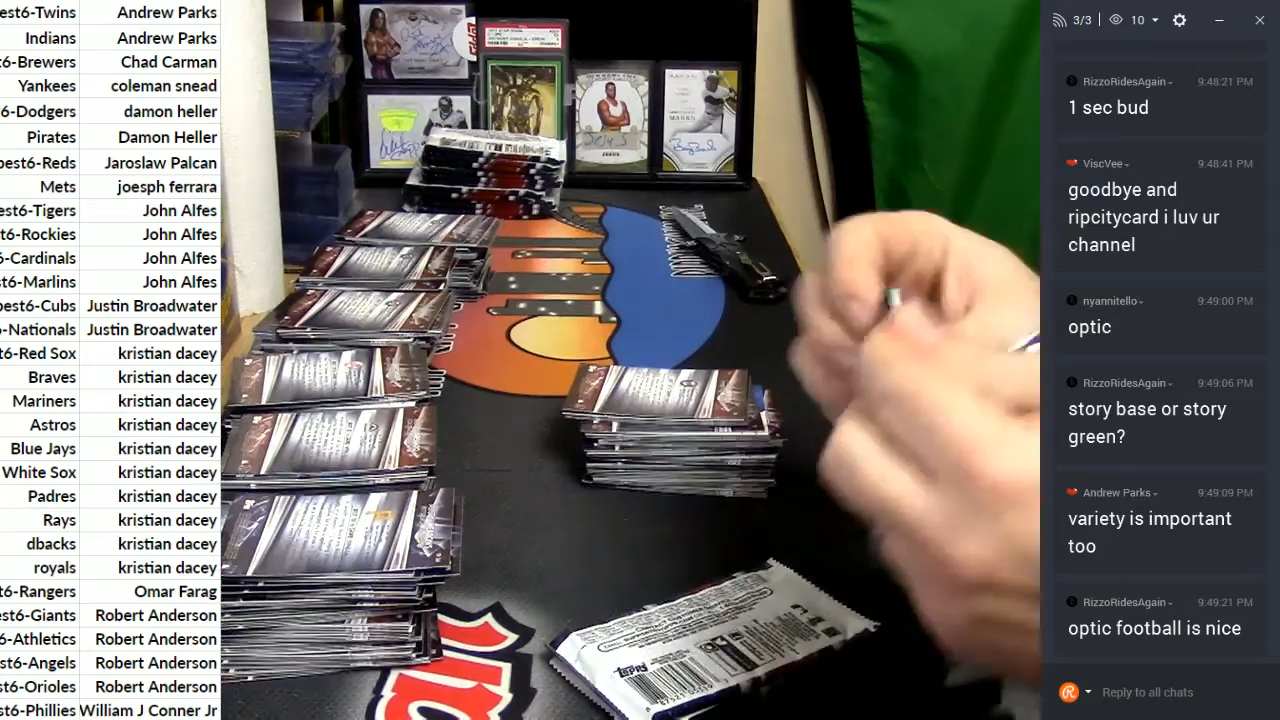 est6-Twins Andrew Parks
Indians Andrew Parks
6-Brewers Chad Carman
Yankees coleman snead
6-Dodgers damon heller
Pirates Damon Heller
pest6-Reds Jaroslaw Palcan
Mets joesph ferrara
est6-Tigers John Alfes
t6-Rockies John Alfes
-Cardinals John Alfes
t6-Marlins John Alfes
pest6-Cubs Justin Broadwater
-Nationals Justin Broadwater
t6-Red Sox kristian dacey
Braves kristian dacey
Mariners kristian dacey
Astros kristian dacey
Blue Jays kristian dacey
White Sox kristian dacey
Padres kristian dacey
Rays kristian dacey
dbacks kristian dacey
royals kristian dacey
st6-Rangers Omar Farag
est6-Giants Robert Anderson
6-Athletics Robert Anderson
st6-Angels Robert Anderson
st6-Orioles Robert Anderson
st6-Phillies William J Conner Jr
topps
3/3 10
RizzoRidesAgain 9:48:21 PM
1 sec bud
ViscVee 9:48:41 PM
goodbye and
ripcitycard i luv ur
channel
nyannitello 9:49:00 PM
optic
RizzoRidesAgain 9:49:06 PM
story base or story
green?
Andrew Parks 9:49:09 PM
variety is important
too
RizzoRidesAgain 9:49:21 PM
optic football is nice
Reply to all chats